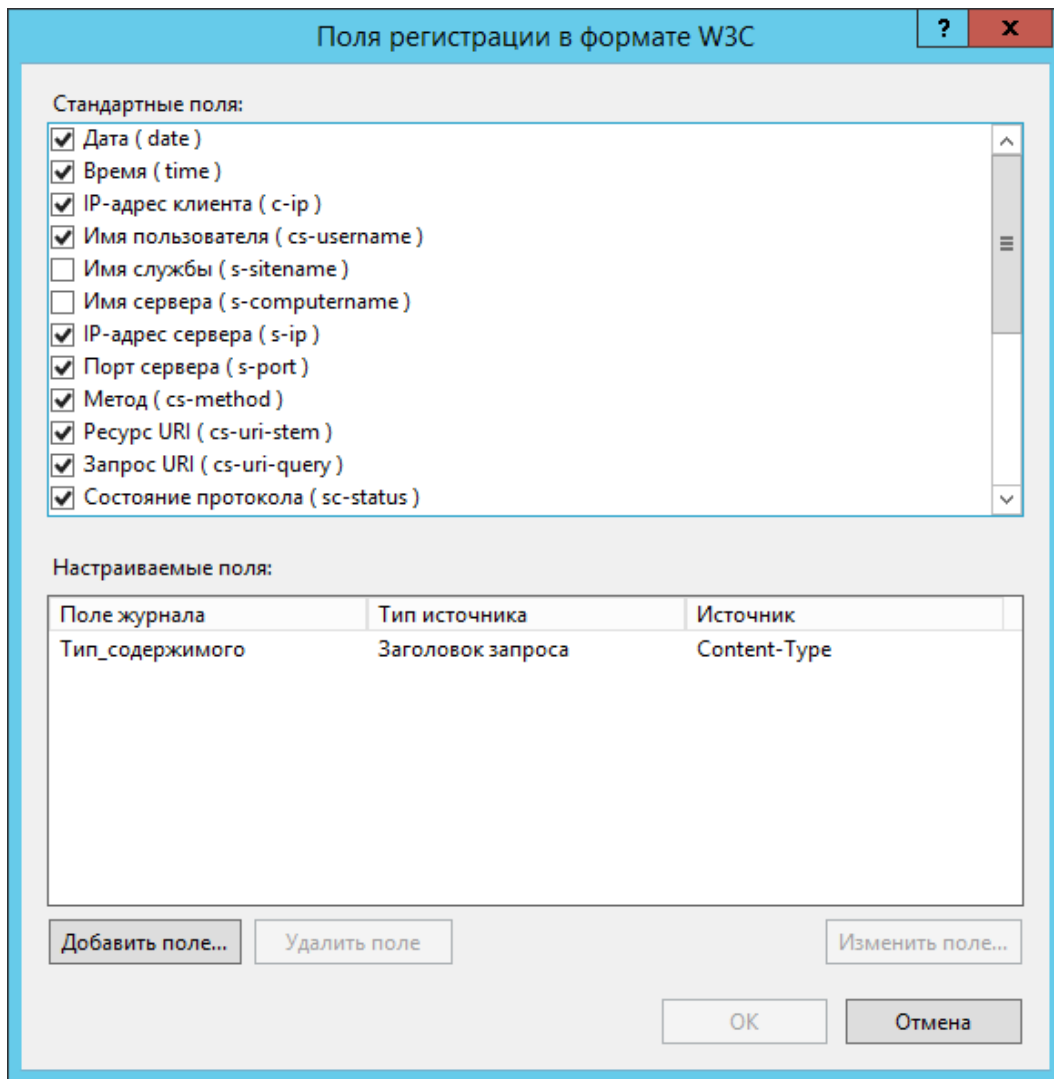 Поля регистрации в формате W3C
? x
Стандартные поля:
Дата ( date )
Время ( time )
IP-адрес клиента ( c-ip )
Имя пользователя ( cs-username )
Имя службы ( s-sitename )
Имя сервера ( s-computername )
IP-адрес сервера ( s-ip )
Порт сервера ( s-port )
Метод ( cs-method )
Ресурс URI ( cs-uri-stem )
Запрос URI ( cs-uri-query )
Состояние протокола ( sc-status )
Настраиваемые поля:
Поле журнала Тип источника Источник
Тип_содержимого Заголовок запроса Content-Type
Добавить поле... Удалить поле Изменить поле...
ОК Отмена